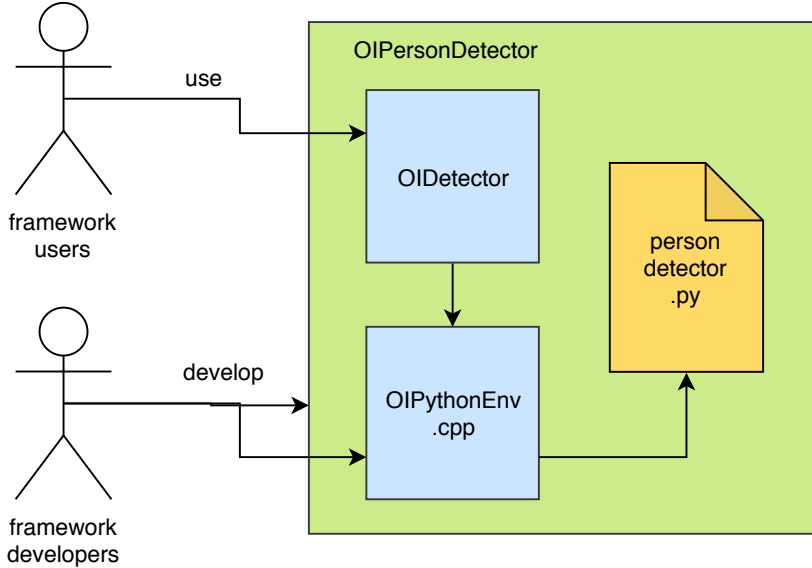 OIPersonDetector
use
OIDetector
framework
users
person
detector
.py
develop
OIPythonEnv
.cpp
framework
developers